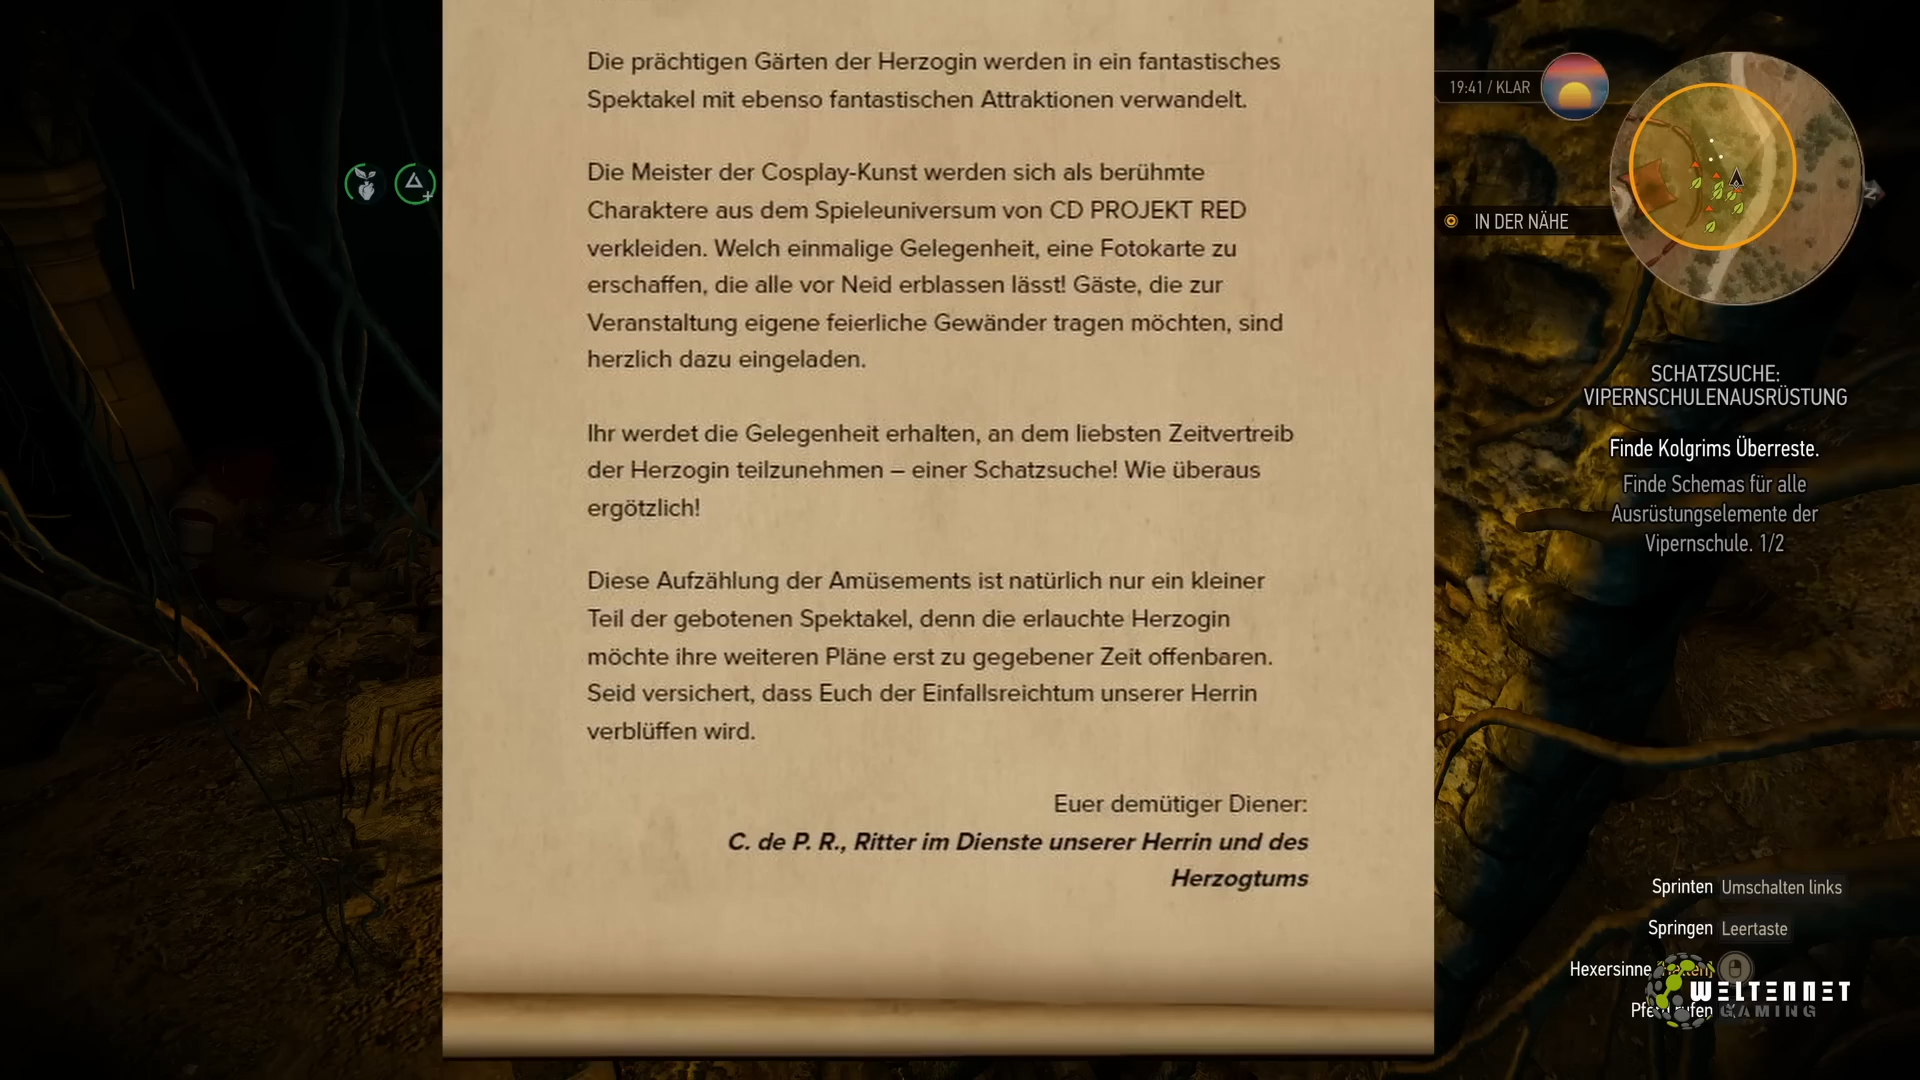 Die prächtigen Gärten der Herzogin werden in ein fantastisches
Spektakel mit ebenso fantastischen Attraktionen verwandelt.
Die Meister der Cosplay-Kunst werden sich als berühmte
Charaktere aus dem Spieleuniversum von CD PROJEKT RED
verkleiden. Welch einmalige Gelegenheit, eine Fotokarte zu
erschaffen, die alle vor Neid erblassen lässt! Gäste, die zur
Veranstaltung eigene feierliche Gewänder tragen möchten, sind
herzlich dazu eingeladen.
Ihr werdet die Gelegenheit erhalten, an dem liebsten Zeitvertreib
der Herzogin teilzunehmen – einer Schatzsuche! Wie überaus
ergötzlich!
Diese Aufzählung der Amüsements ist natürlich nur ein kleiner
Teil der gebotenen Spektakel, denn die erlauchte Herzogin
möchte ihre weiteren Pläne erst zu gegebener Zeit offenbaren.
Seid versichert, dass Euch der Einfallsreichtum unserer Herrin
verblüffen wird.
Euer demütiger Diener:
C. de P. R., Ritter im Dienste unserer Herrin und des
Herzogtums
19:41 / KLAR
Z
IN DER NÄHE
SCHATZSUCHE:
VIPERNSCHULENAUSRÜSTUNG
Finde Kolgrims Überreste.
Finde Schemas für alle
Ausrüstungselemente der
Vipernschule. 1/2
Sprinten Umschalten links
Springen Leertaste
Hexersinne
WELTENNET
GAMING